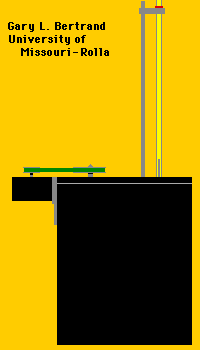 Gary L. Bertrand
University of
Missouri-Rolla